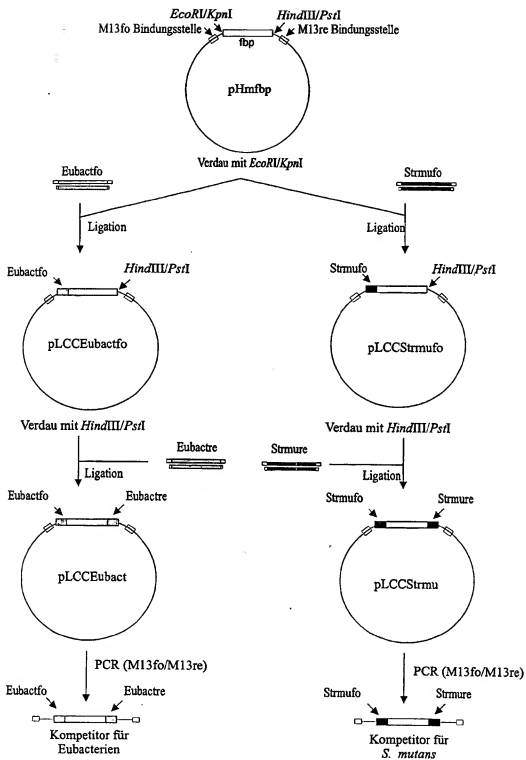 EcoRI/KpnI
HindIII/PstI
M13fo Bindungsstelle
M13re Bindungsstelle
fbp
pHmfbp
Verdau mit EcoRI/KpnI
Eubactfo
Strmufo
Ligation
Ligation
Eubactfo
HindIII/PstI
Strmufo
HindIII/PstI
pLCCEubactfo
pLCCStrmufo
Verdau mit HindIII/PstI
Verdau mit HindIII/PstI
Eubactre
Strmure
Ligation
Ligation
Eubactfo
Eubactre
Strmufo
Strmure
pLCCEubact
pLCCStrmu
PCR (M13fo/M13re)
PCR (M13fo/M13re)
Eubactfo
Eubactre
Strmufo
Strmure
Kompetitor für
Eubacterien
Kompetitor für
S. mutans